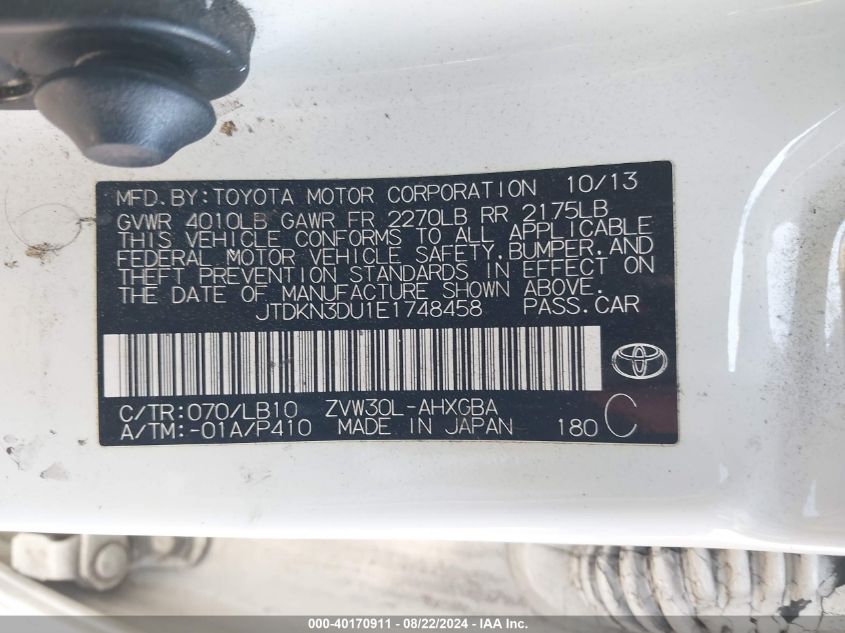 MFD. BY: TOYOTA MOTOR CORPORATION 10/13
GVWR 4010LB GAWR FR 2270LB RR 2175LB
THIS VEHICLE CONFORMS TO ALL APPLICABLE
FEDERAL MOTOR VEHICLE SAFETY, BUMPER, AND
THEFT PREVENTION STANDARDS IN EFFECT ON
THE DATE OF MANUFACTURE SHOWN ABOVE.
JTDKN3DU1E1748458 PASS. CAR
C/TR: 070/LB10 ZVW30L-AHXGBA
A/TM: -01A/P410 MADE IN JAPAN 180 C
000-40170911 - 08/22/2024 - IAA Inc.